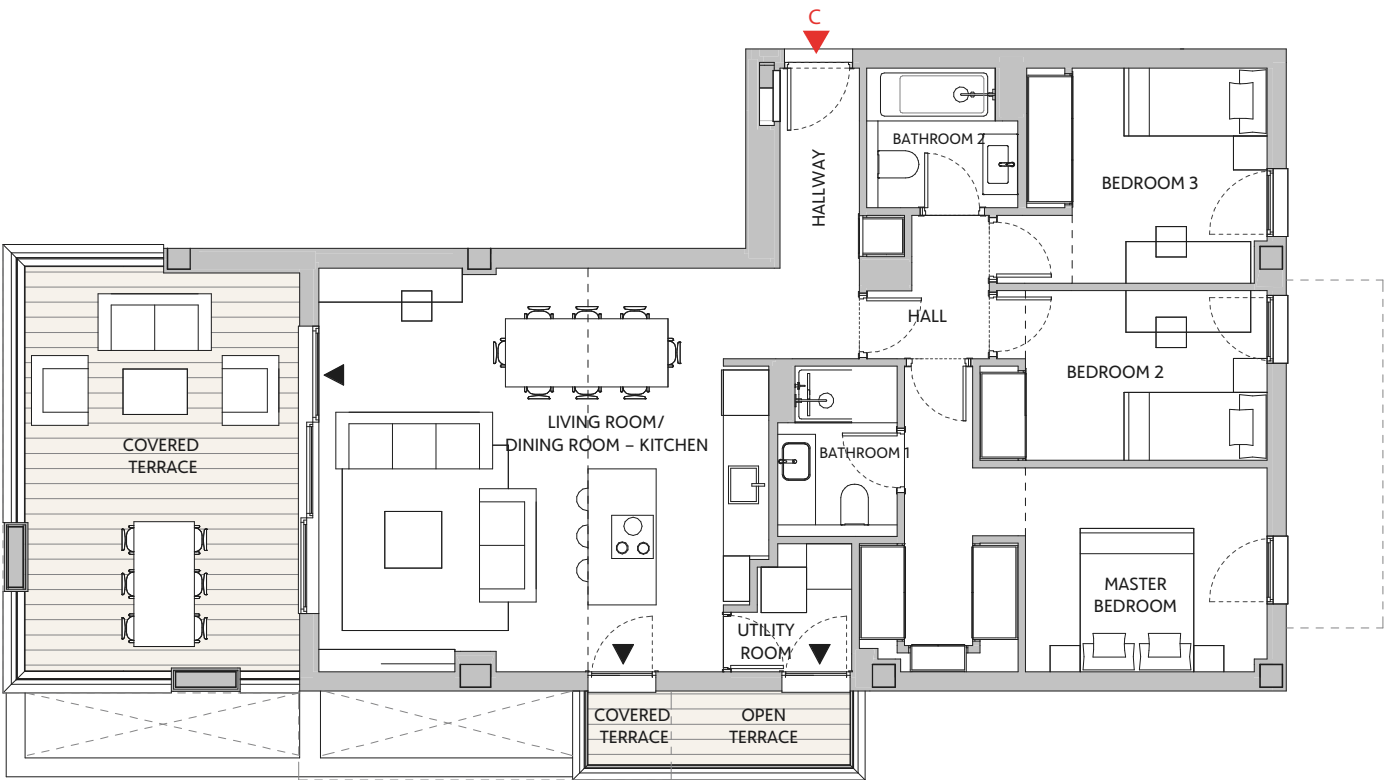 C
HALLWAY
BATHROOM 2
BEDROOM 3
HALL
BEDROOM 2
LIVING ROOM/
DINING ROOM – KITCHEN
COVERED
TERRACE
BATHROOM 1
MASTER
BEDROOM
UTILITY
ROOM
COVERED
TERRACE
OPEN
TERRACE